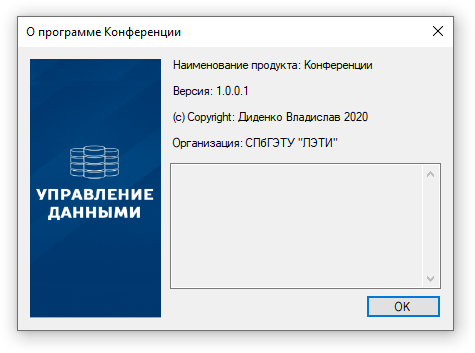 О программе Конференции
Наименование продукта: Конференции
Версия: 1.0.0.1
(c) Copyright: Диденко Владислав 2020
Организация: СПбГЭТУ "ЛЭТИ"
УПРАВЛЕНИЕ
ДАННЫМИ
OK